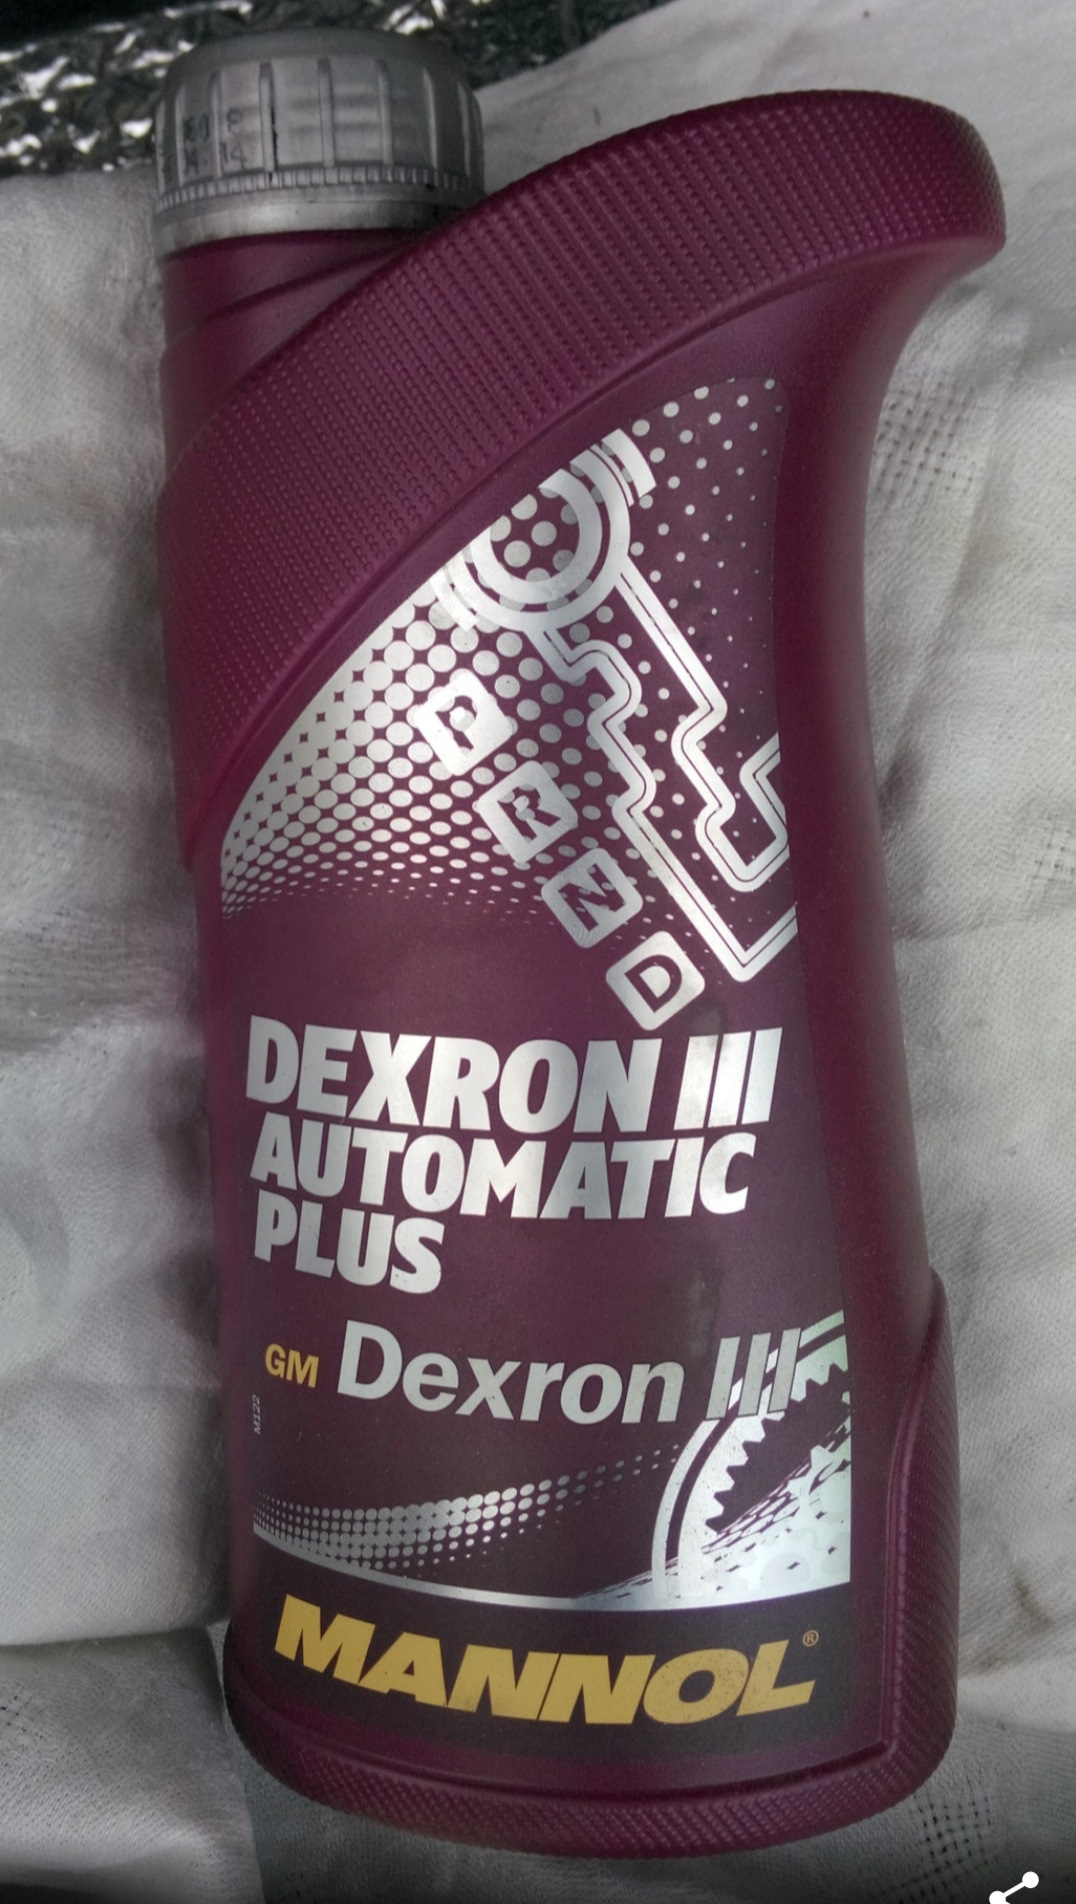 P
R
N
D
DEXRON III
AUTOMATIC
PLUS
GM Dexron III
M122
MANNOL®